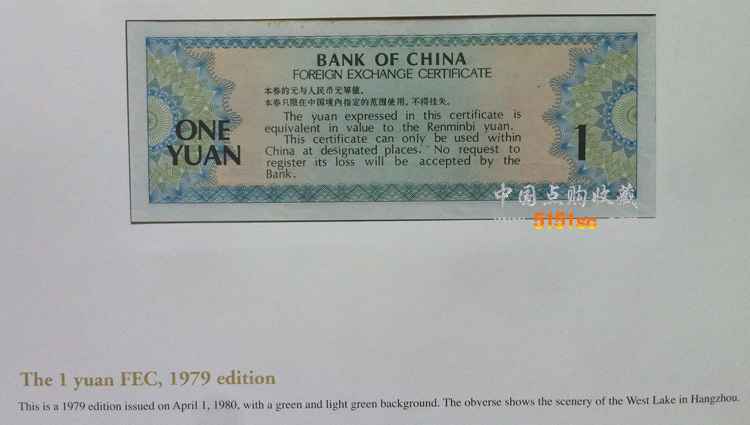 BANK OF CHINA
FOREIGN EXCHANGE CERTIFICATE
本券的元与人民币元等值。
本券只限在中国境内指定的范围使用。不得挂失。
The yuan expressed in this certificate is
equivalent in value to the Renminbi yuan.
This certificate can only be used within
China at designated places. No request to
register its loss will be accepted by the
Bank.
ONE
YUAN
1
中国点购收藏
www.5151sc
The 1 yuan FEC, 1979 edition
This is a 1979 edition issued on April 1, 1980, with a green and light green background. The obverse shows the scenery of the West Lake in Hangzhou.